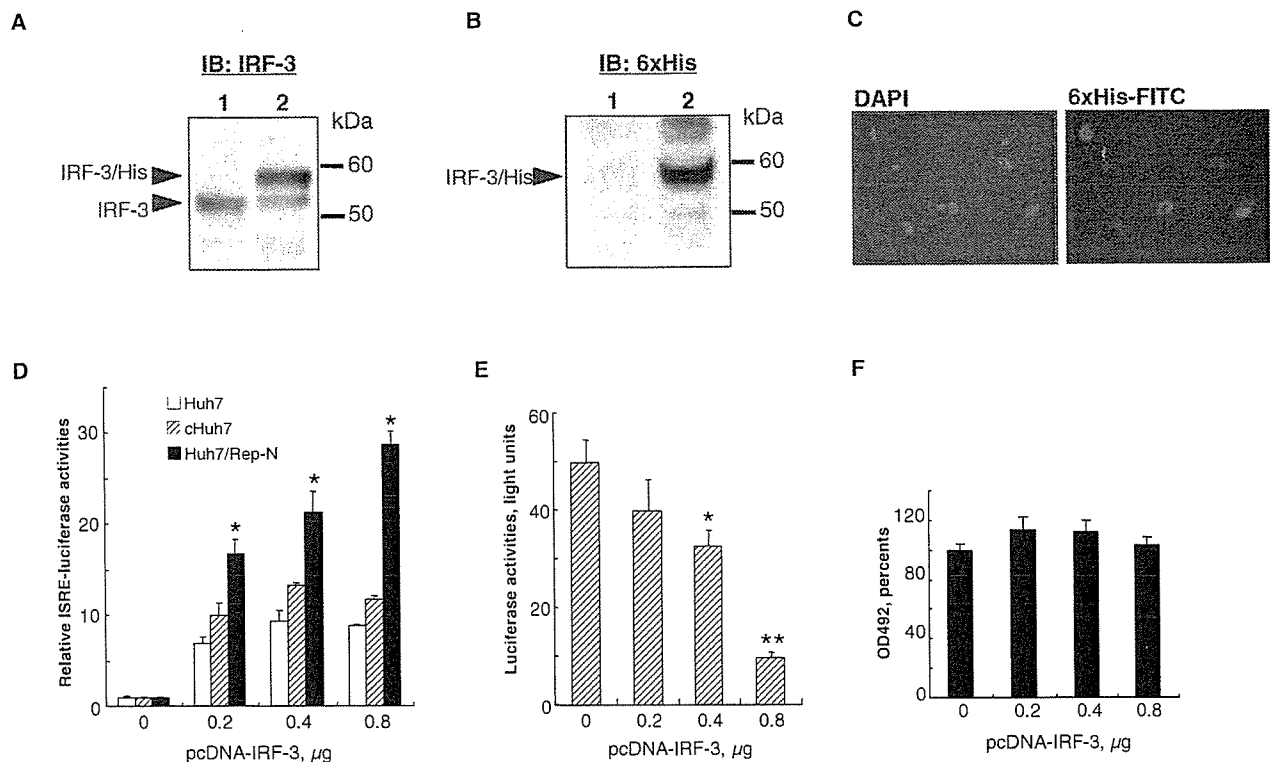 A
IB: IRF-3
1 2
kDa
IRF-3/His
60
IRF-3
50
B
IB: 6xHis
1 2
kDa
60
IRF-3/His
50
C
DAPI
6xHis-FITC
D
Relative ISRE-luciferase activities
30
20
10
0
Huh7
cHuh7
Huh7/Rep-N
*
*
*
0 0.2 0.4 0.8
pcDNA-IRF-3, μg
E
Luciferase activities, light units
60
40
20
0
*
**
0 0.2 0.4 0.8
pcDNA-IRF-3, μg
F
OD492, percents
120
80
40
0
0 0.2 0.4 0.8
pcDNA-IRF-3, μg